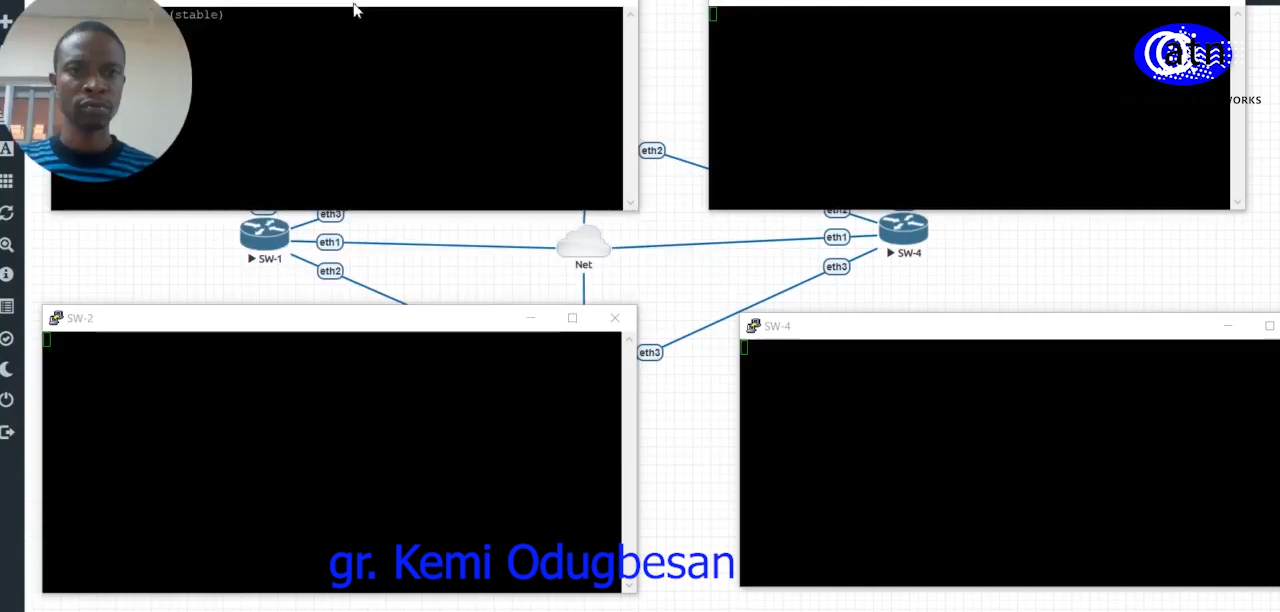 (stable)
atn
WORKS
eth2
eth3
eth2
eth1
eth1
Net
SW-1
SW-4
eth2
eth3
SW-2
SW-4
eth3
A
gr. Kemi Odugbesan